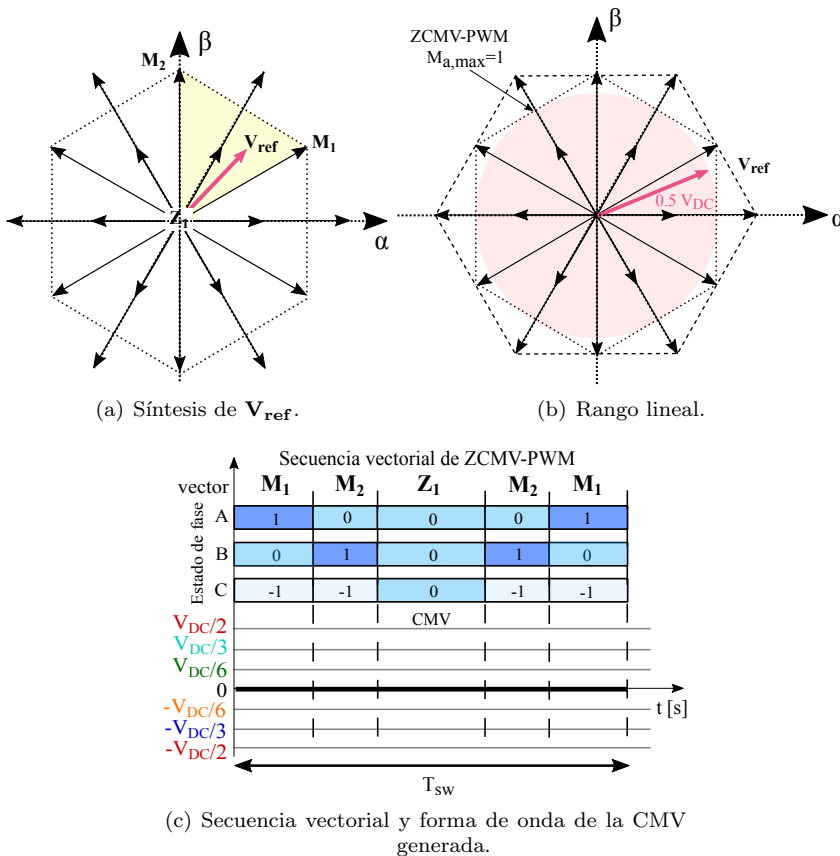 β
M2
M1
Vref
Z1
α
(a) Síntesis de Vref.
β
ZCMV-PWM
Ma,max=1
Vref
0.5 VDC
α
(b) Rango lineal.
Secuencia vectorial de ZCMV-PWM
vector M1 M2 Z1 M2 M1
Estado de fase
A 1 0 0 0 1
B 0 1 0 1 0
C -1 -1 0 -1 -1
CMV
VDC/2
VDC/3
VDC/6
0
t [s]
-VDC/6
-VDC/3
-VDC/2
Tsw
(c) Secuencia vectorial y forma de onda de la CMV
generada.